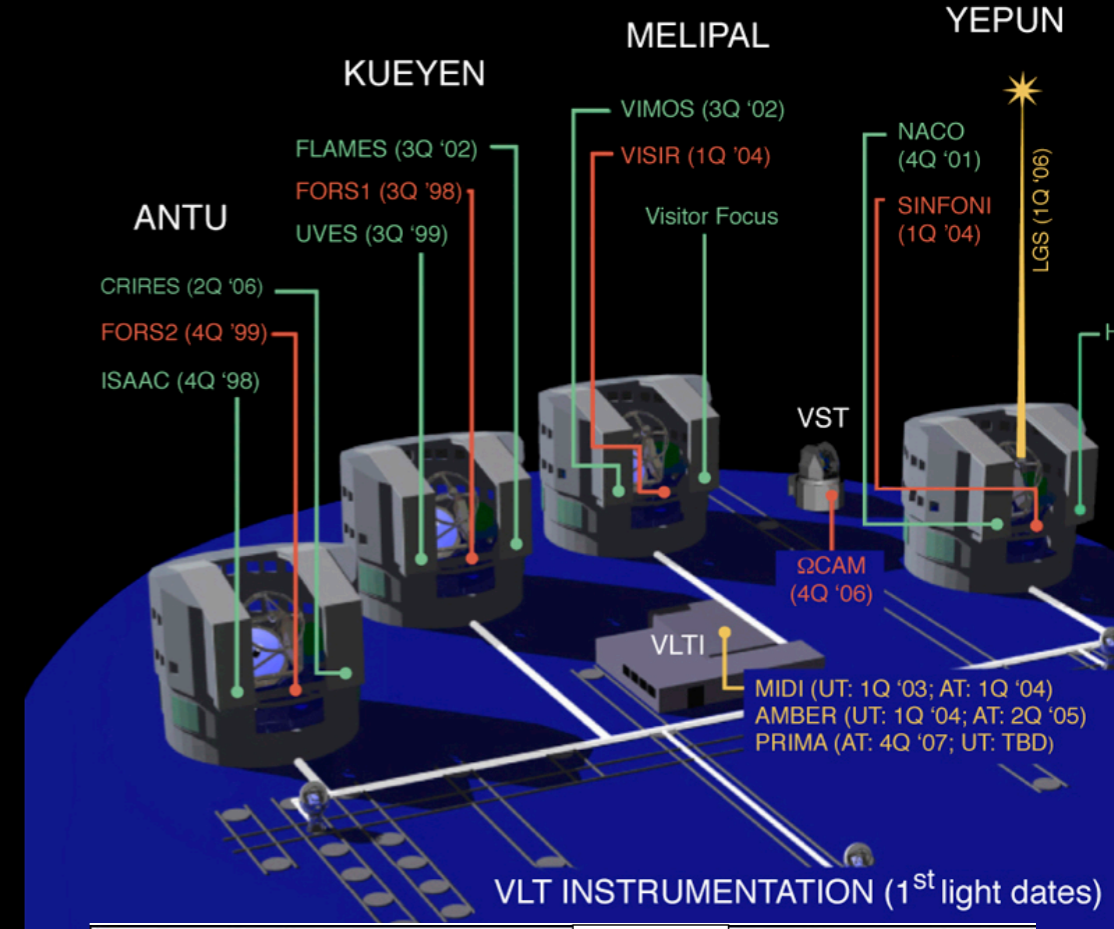 YEPUN
MELIPAL
KUEYEN
VIMOS (3Q ‘02)
NACO
(4Q ‘01)
FLAMES (3Q ‘02)
VISIR (1Q ’04)
LGS (1Q ’06)
FORS1 (3Q ’98)
SINFONI
(1Q ’04)
ANTU
Visitor Focus
UVES (3Q ‘99)
CRIRES (2Q ‘06)
FORS2 (4Q ’99)
H
ISAAC (4Q ‘98)
VST
ΩCAM
(4Q ‘06)
VLTI
MIDI (UT: 1Q ‘03; AT: 1Q ‘04)
AMBER (UT: 1Q ‘04; AT: 2Q ‘05)
PRIMA (AT: 4Q ‘07; UT: TBD)
VLT INSTRUMENTATION (1st light dates)